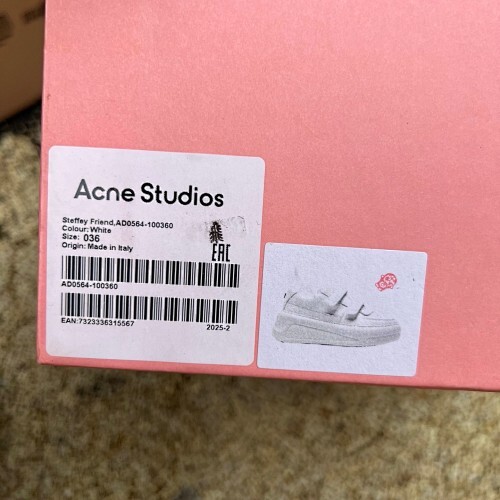 Acne Studios
Steffey Friend,AD0564-100360
Colour: White
Size: 036
Origin: Made in Italy
EAC
AD0564-100360
EAN:7323336315567 2025-2